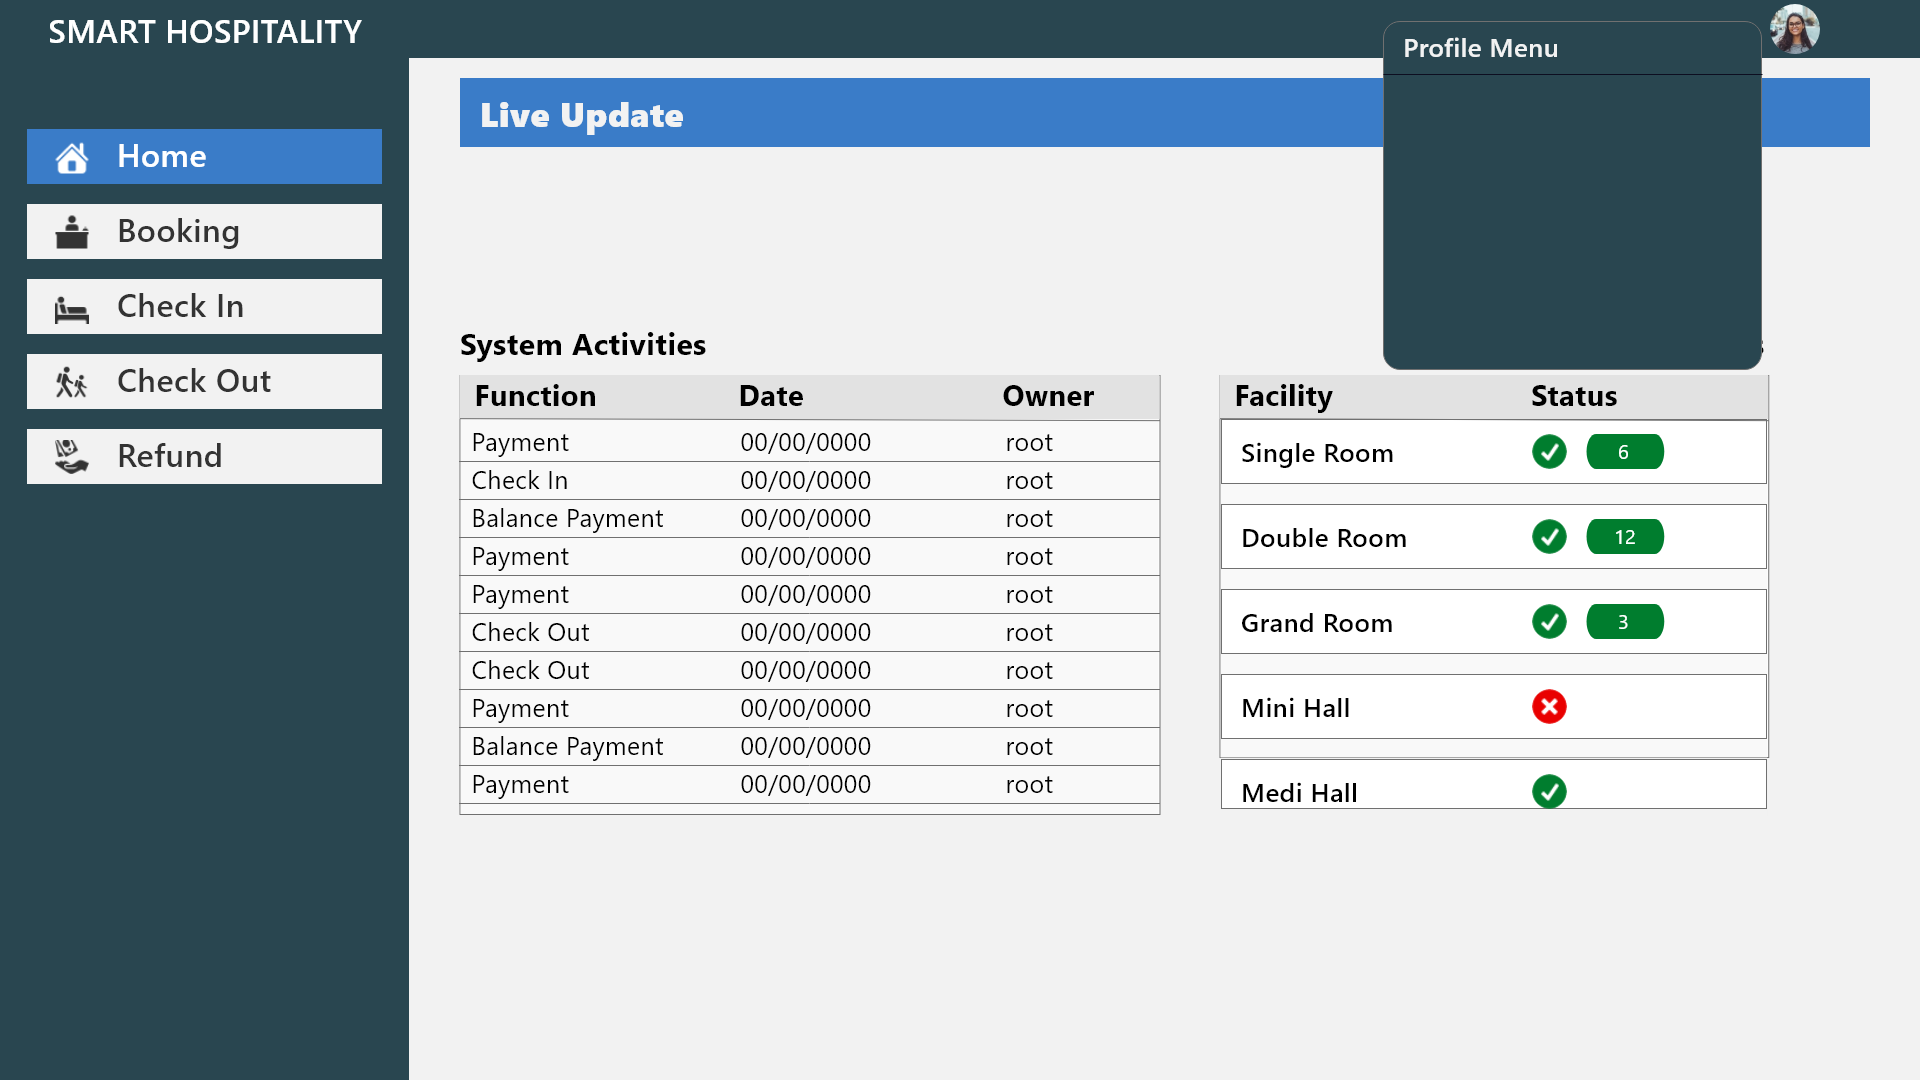 SMART HOSPITALITY
Profile Menu
Live Update
Home
Booking
Check In
Check Out
Refund
System Activities
Function Date Owner
Payment 00/00/0000 root
Check In 00/00/0000 root
Balance Payment 00/00/0000 root
Payment 00/00/0000 root
Payment 00/00/0000 root
Check Out 00/00/0000 root
Check Out 00/00/0000 root
Payment 00/00/0000 root
Balance Payment 00/00/0000 root
Payment 00/00/0000 root
Facility Status
Single Room 6
Double Room 12
Grand Room 3
Mini Hall
Medi Hall